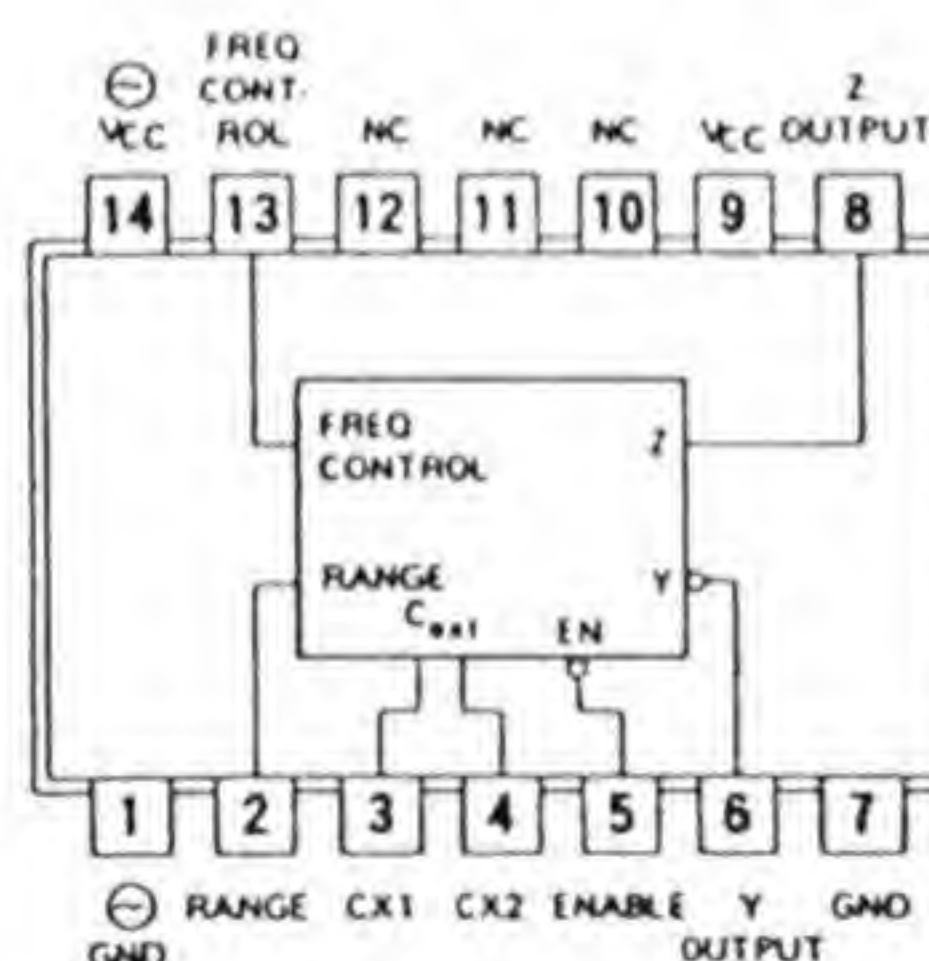 FREQ
CONT-
ROL
VCC
NC
NC
NC
VCC
Z
OUTPUT
14
13
12
11
10
9
8
FREQ
CONTROL
Z
RANGE
Y
Cext
EN
1
2
3
4
5
6
7
GND
RANGE
CX1
CX2
ENABLE
Y
OUTPUT
GND